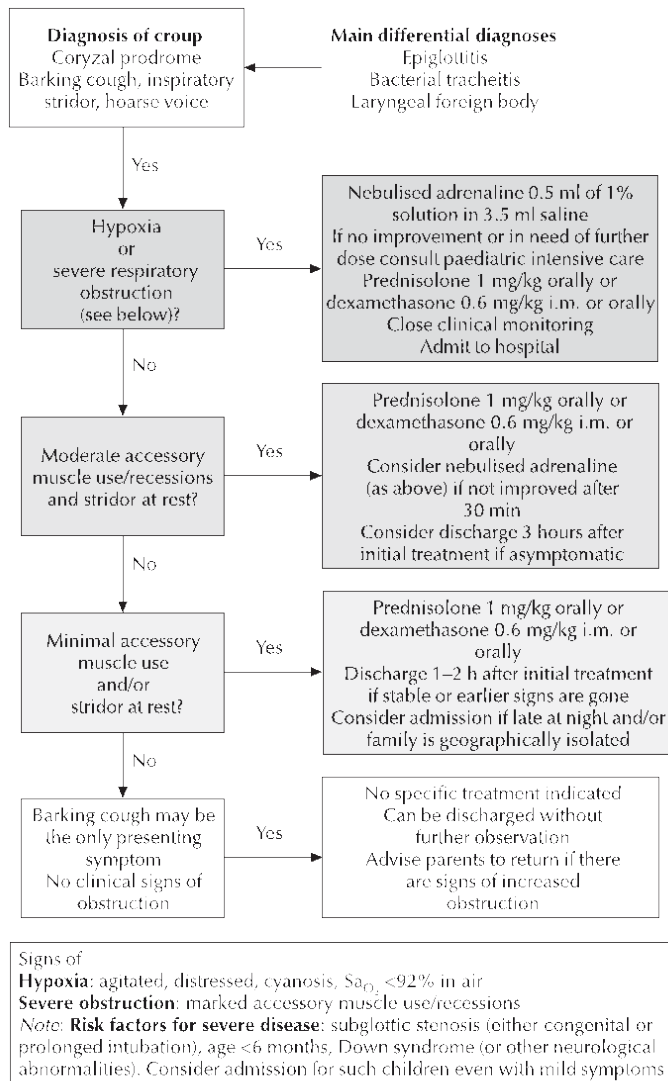 Diagnosis of croup
Coryzal prodrome
Barking cough, inspiratory
stridor, hoarse voice
Main differential diagnoses
Epiglottitis
Bacterial tracheitis
Laryngeal foreign body
Yes
Hypoxia
or
severe respiratory
obstruction
(see below)?
Yes
Nebulised adrenaline 0.5 ml of 1%
solution in 3.5 ml saline
If no improvement or in need of further
dose consult paediatric intensive care
Prednisolone 1 mg/kg orally or
dexamethasone 0.6 mg/kg i.m. or orally
Close clinical monitoring
Admit to hospital
No
Moderate accessory
muscle use/recessions
and stridor at rest?
Yes
Prednisolone 1 mg/kg orally or
dexamethasone 0.6 mg/kg i.m. or
orally
Consider nebulised adrenaline
(as above) if not improved after
30 min
Consider discharge 3 hours after
initial treatment if asymptomatic
No
Minimal accessory
muscle use
and/or
stridor at rest?
Yes
Prednisolone 1 mg/kg orally or
dexamethasone 0.6 mg/kg i.m. or
orally
Discharge 1–2 h after initial treatment
if stable or earlier signs are gone
Consider admission if late at night and/or
family is geographically isolated
No
Barking cough may be
the only presenting
symptom
No clinical signs of
obstruction
Yes
No specific treatment indicated
Can be discharged without
further observation
Advise parents to return if there
are signs of increased
obstruction
Signs of
Hypoxia: agitated, distressed, cyanosis, SaO2 <92% in air
Severe obstruction: marked accessory muscle use/recessions
Note: Risk factors for severe disease: subglottic stenosis (either congenital or
prolonged intubation), age <6 months, Down syndrome (or other neurological
abnormalities). Consider admission for such children even with mild symptoms